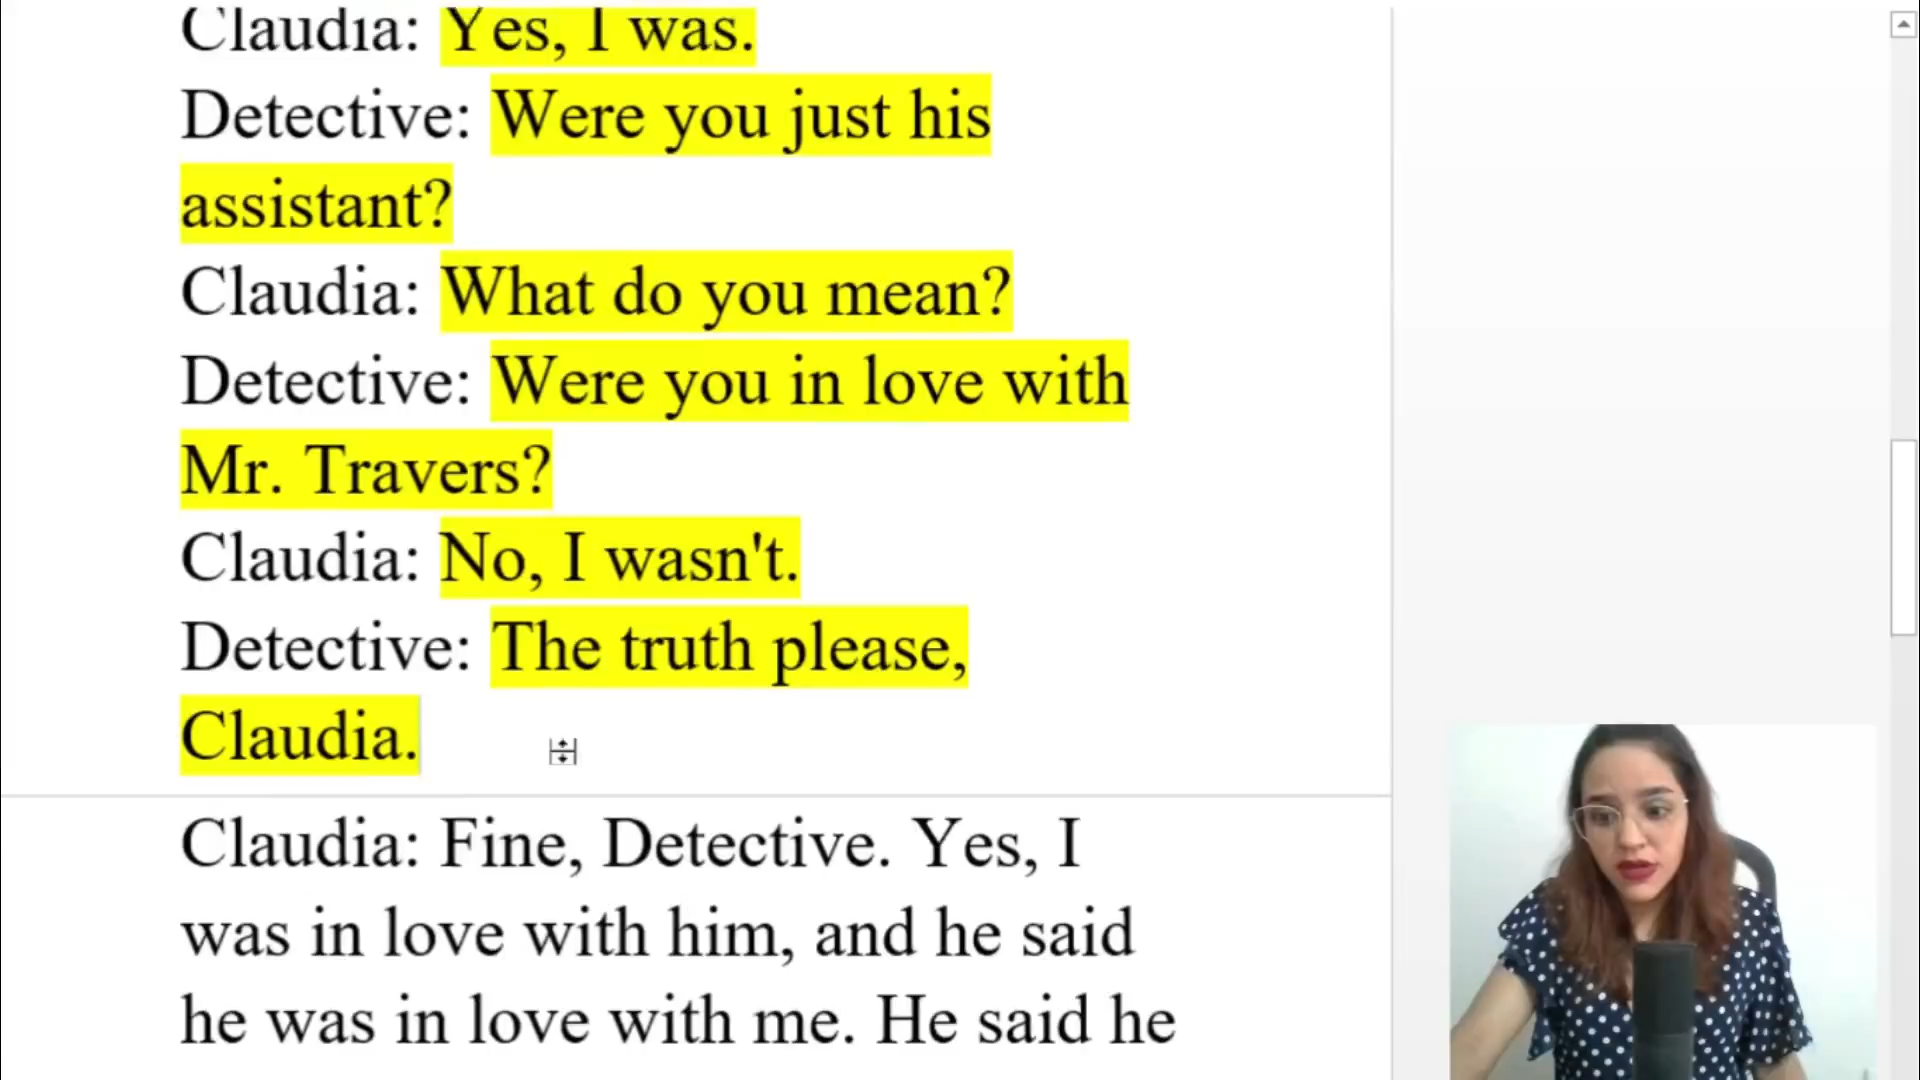 Claudia: Yes, I was.
Detective: Were you just his
assistant?
Claudia: What do you mean?
Detective: Were you in love with
Mr. Travers?
Claudia: No, I wasn't.
Detective: The truth please,
Claudia.
Claudia: Fine, Detective. Yes, I
was in love with him, and he said
he was in love with me. He said he